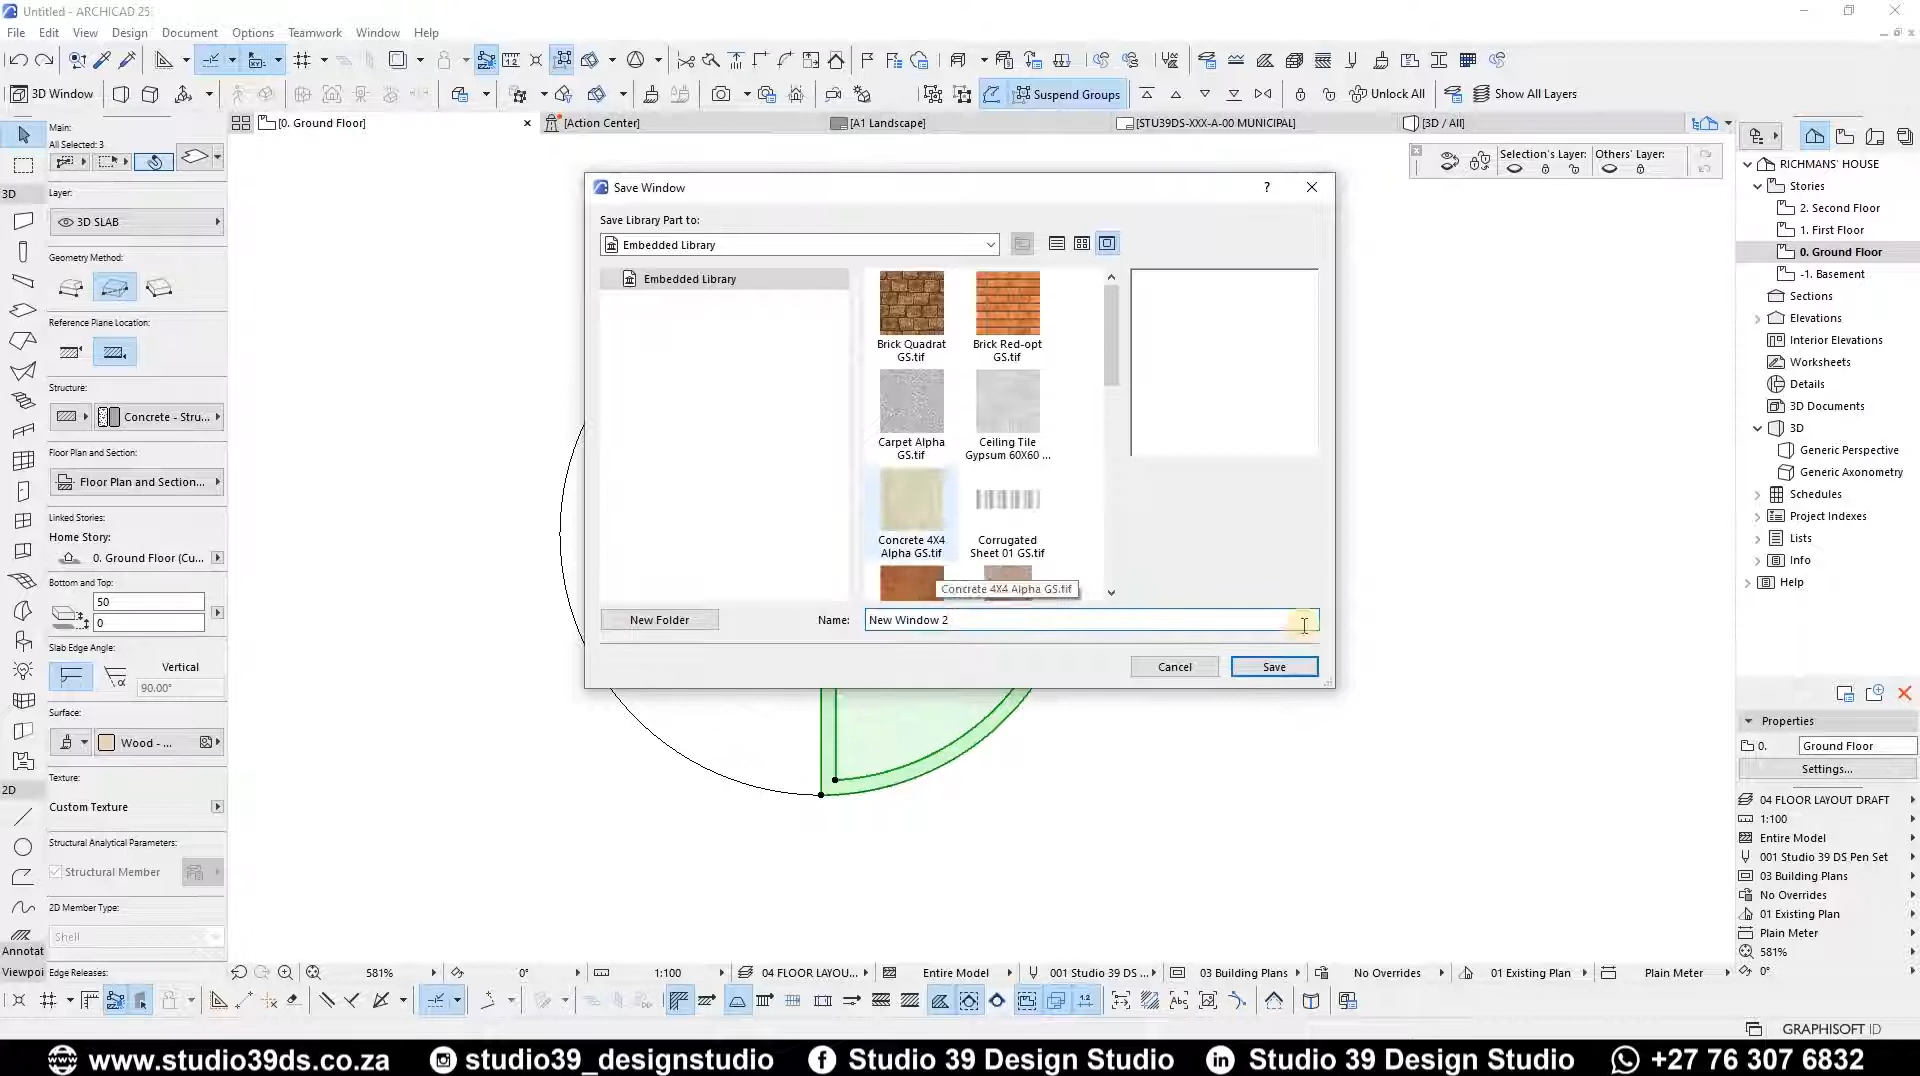 Untitled - ARCHICAD 25
File Edit View Design Document Options Teamwork Window Help
3D Window
Suspend Groups
Unlock All
Show All Layers
[0. Ground Floor]
[Action Center]
[A1 Landscape]
[STU39DS-XXX-A-00 MUNICIPAL]
[3D / All]
Main:
All Selected: 3
3D
Layer:
3D SLAB
Geometry Method:
Reference Plane Location:
Structure:
Concrete - Stru...
Floor Plan and Section:
Floor Plan and Section...
Linked Stories:
Home Story:
0. Ground Floor (Cu...
Bottom and Top:
50
0
Slab Edge Angle:
Vertical
90.00°
Surface:
Wood - ...
Texture:
2D
Custom Texture
Structural Analytical Parameters:
Structural Member
2D Member Type:
Shell
Annotat
Viewpoi
Edge Releases:
Save Window
?
Save Library Part to:
Embedded Library
Embedded Library
Brick Quadrat GS.tif
Brick Red-opt GS.tif
Carpet Alpha GS.tif
Ceiling Tile Gypsum 60X60 ...
Concrete 4X4 Alpha GS.tif
Corrugated Sheet 01 GS.tif
Concrete 4X4 Alpha GS.tif
New Folder
Name:
New Window 2
Cancel
Save
Selection's Layer:
Others' Layer:
RICHMANS' HOUSE
Stories
2. Second Floor
1. First Floor
0. Ground Floor
-1. Basement
Sections
Elevations
Interior Elevations
Worksheets
Details
3D Documents
3D
Generic Perspective
Generic Axonometry
Schedules
Project Indexes
Lists
Info
Help
Properties
0.
Ground Floor
Settings...
04 FLOOR LAYOUT DRAFT
1:100
Entire Model
001 Studio 39 DS Pen Set
03 Building Plans
No Overrides
01 Existing Plan
Plain Meter
581%
0°
581%
0°
1:100
04 FLOOR LAYOU...
Entire Model
001 Studio 39 DS ...
03 Building Plans
No Overrides
01 Existing Plan
Plain Meter
GRAPHISOFT ID
www.studio39ds.co.za
studio39_designstudio
Studio 39 Design Studio
Studio 39 Design Studio
+27 76 307 6832